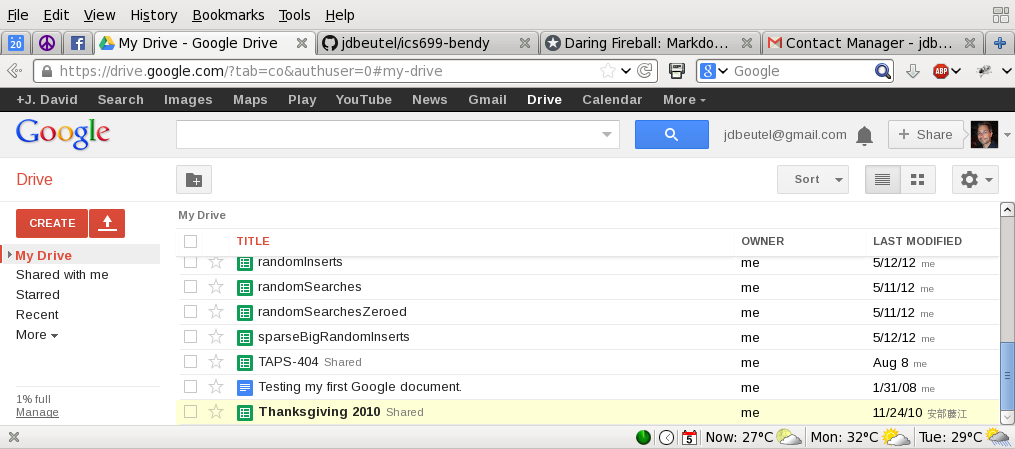 File Edit View History Bookmarks Tools Help
20 My Drive - Google Drive jdbeutel/ics699-bendy Daring Fireball: Markdo... Contact Manager - jdb...
https://drive.google.com/?tab=co&authuser=0#my-drive Google ABP
+J. David Search Images Maps Play YouTube News Gmail Drive Calendar More
Google jdbeutel@gmail.com + Share
Drive Sort
CREATE My Drive
TITLE OWNER LAST MODIFIED
My Drive
Shared with me
Starred
Recent
More
randomInserts me 5/12/12 me
randomSearches me 5/11/12 me
randomSearchesZeroed me 5/11/12 me
sparseBigRandomInserts me 5/12/12 me
TAPS-404 Shared me Aug 8 me
Testing my first Google document. me 1/31/08 me
Thanksgiving 2010 Shared me 11/24/10 安部藤江
1% full
Manage
5 Now: 27°C Mon: 32°C Tue: 29°C